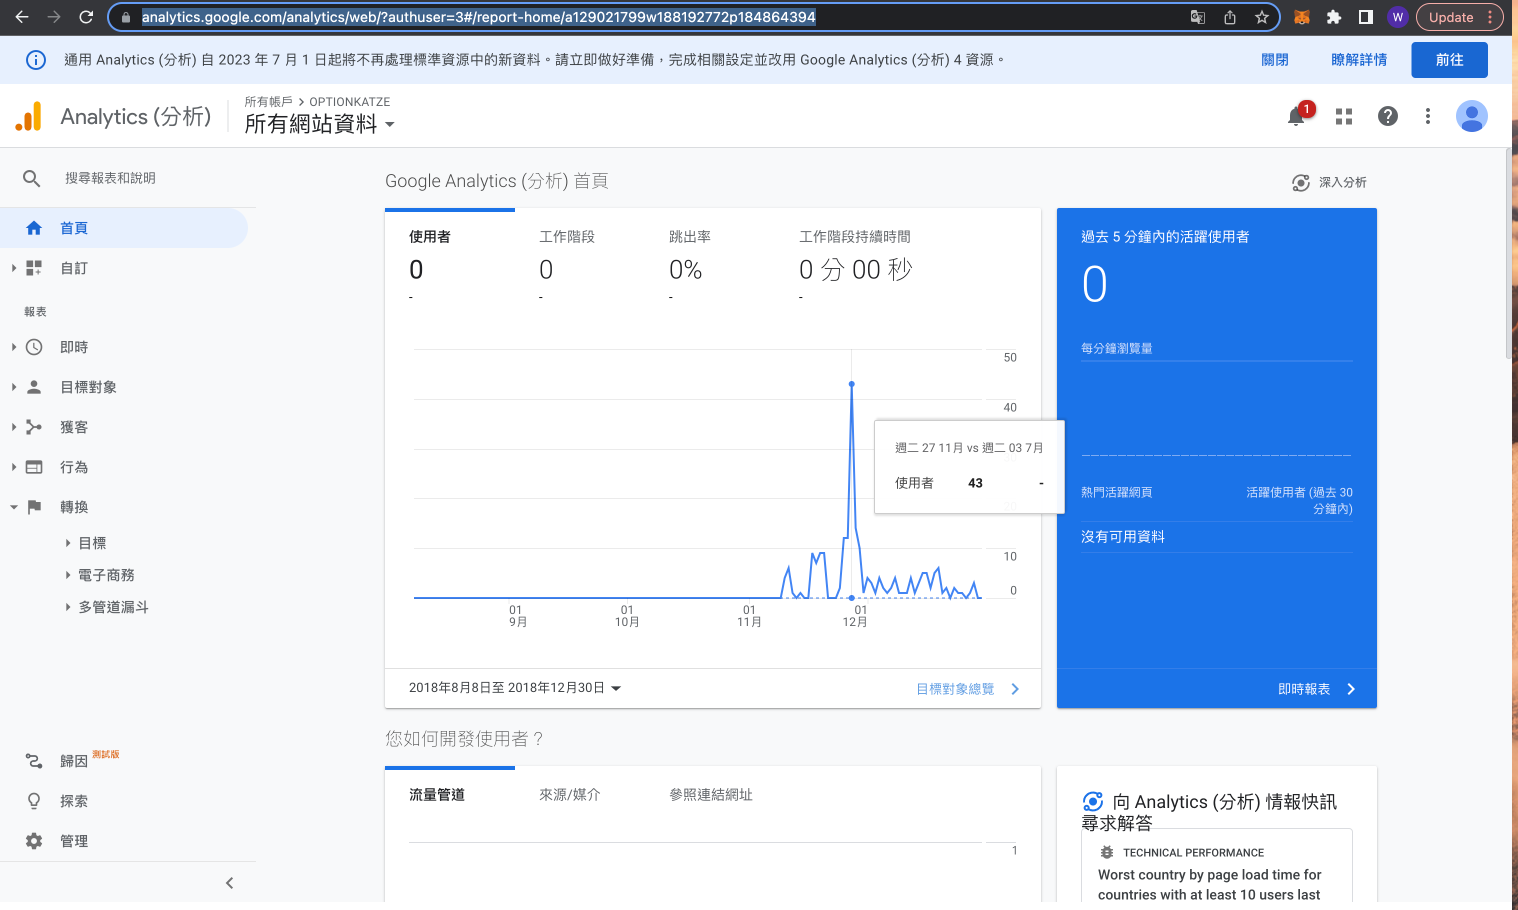 analytics.google.com/analytics/web/?authuser=3#/report-home/a129021799w188192772p184864394
W
Update
通用 Analytics (分析) 自 2023 年 7 月 1 日起將不再處理標準資源中的新資料。請立即做好準備，完成相關設定並改用 Google Analytics (分析) 4 資源。
關閉
瞭解詳情
前往
Analytics (分析)
所有帳戶 > OPTIONKATZE
所有網站資料
1
搜尋報表和說明
首頁
自訂
報表
即時
目標對象
獲客
行為
轉換
目標
電子商務
多管道漏斗
歸因 測試版
探索
管理
Google Analytics (分析) 首頁
深入分析
使用者
0
-
工作階段
0
-
跳出率
0%
-
工作階段持續時間
0 分 00 秒
-
50
40
20
10
0
週二 27 11月 vs 週二 03 7月
使用者 43 -
01
9月
01
10月
01
11月
01
12月
2018年8月8日至 2018年12月30日
目標對象總覽
過去 5 分鐘內的活躍使用者
0
每分鐘瀏覽量
熱門活躍網頁
活躍使用者 (過去 30
分鐘內)
沒有可用資料
即時報表
您如何開發使用者？
流量管道
來源/媒介
參照連結網址
1
向 Analytics (分析) 情報快訊
尋求解答
TECHNICAL PERFORMANCE
Worst country by page load time for
countries with at least 10 users last